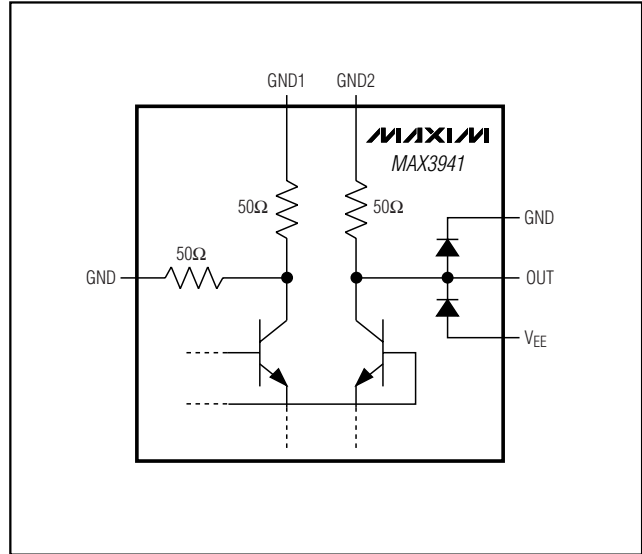 GND1 GND2
MAXIM
MAX3941
50Ω 50Ω
GND
50Ω
GND
OUT
VEE